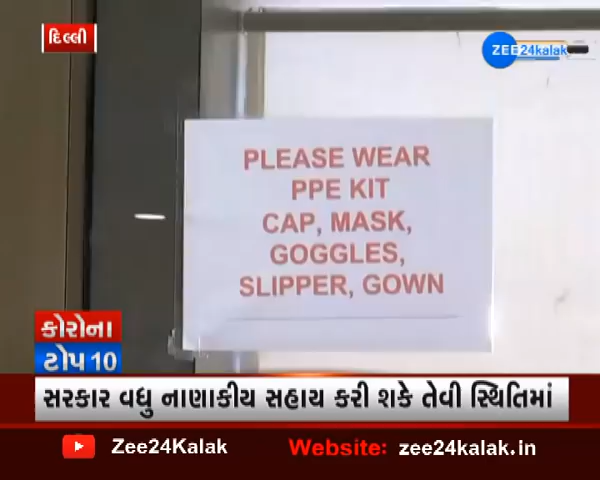 દિલ્લી
ZEE24kalak
PLEASE WEAR
PPE KIT
CAP, MASK,
GOGGLES,
SLIPPER, GOWN
કોરોના
ટોપ 10
સરકાર વધુ નાણાકીય સહાય કરી શકે તેવી સ્થિતિમાં
Zee24Kalak
Website: zee24kalak.in